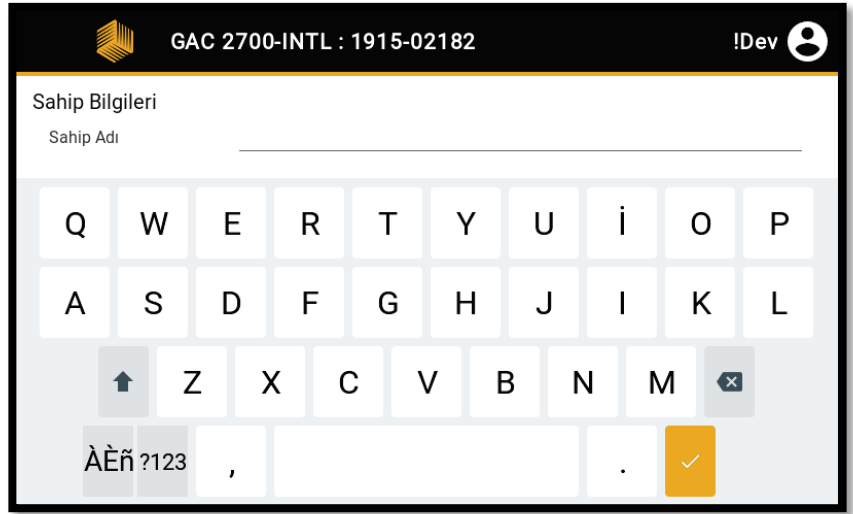 GAC 2700-INTL : 1915-02182 !Dev
Sahip Bilgileri
Sahip Adı
Q W E R T Y U İ O P
A S D F G H J I K L
Z X C V B N M
ÀÈñ ?123 , .